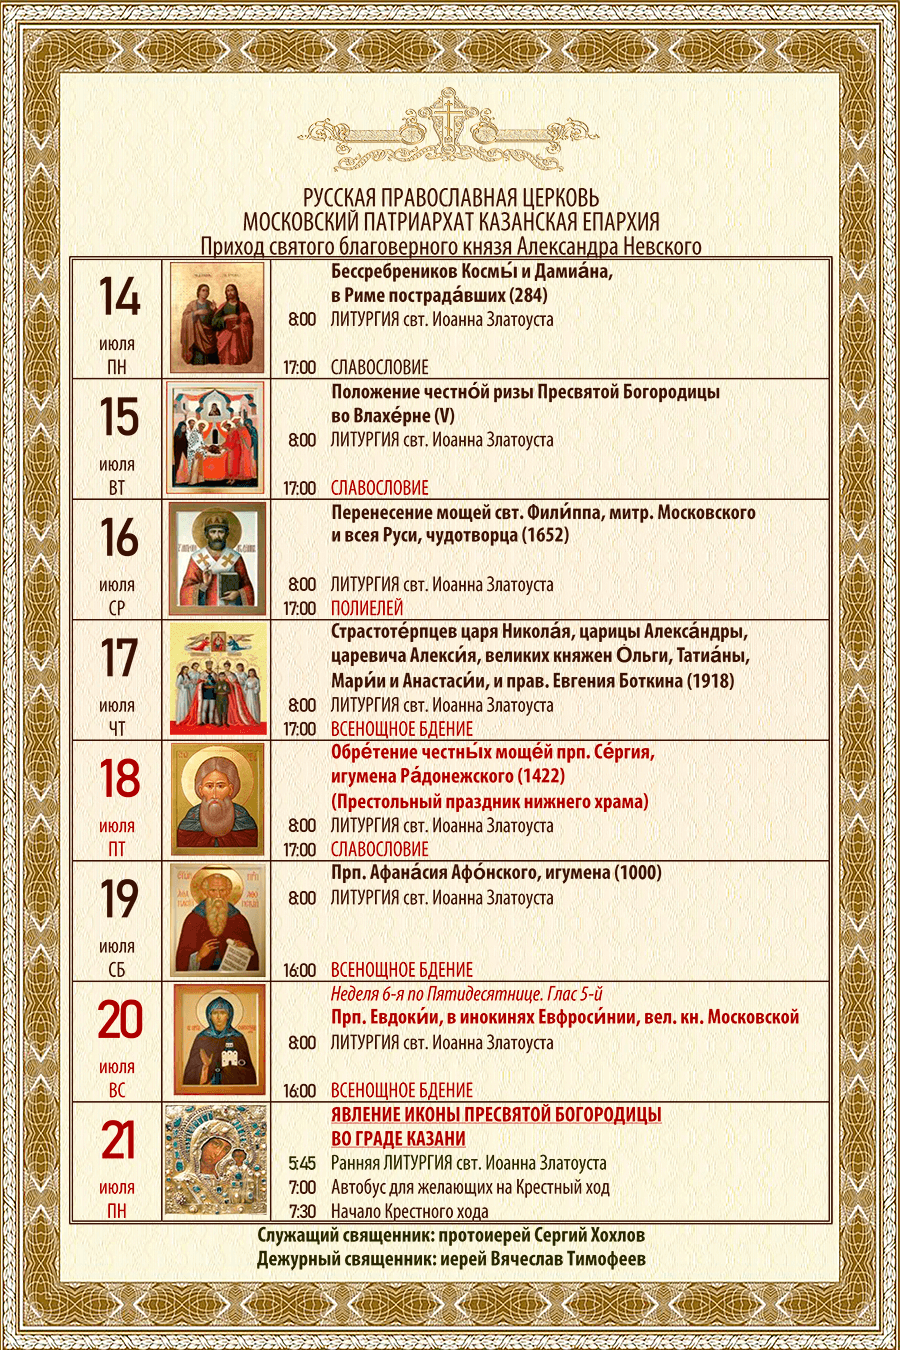 РУССКАЯ ПРАВОСЛАВНАЯ ЦЕРКОВЬ
МОСКОВСКИЙ ПАТРИАРХАТ КАЗАНСКАЯ ЕПАРХИЯ
Приход святого благоверного князя Александра Невского
14
июля
ПН
Бессребреников Космы́ и Дамиа́на,
в Риме пострада́вших (284)
8:00 ЛИТУРГИЯ свт. Иоанна Златоуста
17:00 СЛАВОСЛОВИЕ
15
июля
ВТ
Положение честно́й ризы Пресвятой Богородицы
во Влахе́рне (V)
8:00 ЛИТУРГИЯ свт. Иоанна Златоуста
17:00 СЛАВОСЛОВИЕ
16
июля
СР
Перенесение мощей свт. Фили́ппа, митр. Московского
и всея Руси, чудотворца (1652)
8:00 ЛИТУРГИЯ свт. Иоанна Златоуста
17:00 ПОЛИЕЛЕЙ
17
июля
ЧТ
Страстоте́рпцев царя Никола́я, царицы Алекса́ндры,
царевича Алекси́я, великих княжен О́льги, Татиа́ны,
Мари́и и Анастаси́и, и прав. Евгения Боткина (1918)
8:00 ЛИТУРГИЯ свт. Иоанна Златоуста
17:00 ВСЕНОЩНОЕ БДЕНИЕ
18
июля
ПТ
Обре́тение честны́х моще́й прп. Се́ргия,
игумена Ра́донежского (1422)
(Престольный праздник нижнего храма)
8:00 ЛИТУРГИЯ свт. Иоанна Златоуста
17:00 СЛАВОСЛОВИЕ
19
июля
СБ
Прп. Афана́сия Афо́нского, игумена (1000)
8:00 ЛИТУРГИЯ свт. Иоанна Златоуста
16:00 ВСЕНОЩНОЕ БДЕНИЕ
20
июля
ВС
Неделя 6-я по Пятидесятнице. Глас 5-й
Прп. Евдоки́и, в инокинях Евфроси́нии, вел. кн. Московской
8:00 ЛИТУРГИЯ свт. Иоанна Златоуста
16:00 ВСЕНОЩНОЕ БДЕНИЕ
21
июля
ПН
ЯВЛЕНИЕ ИКОНЫ ПРЕСВЯТОЙ БОГОРОДИЦЫ
ВО ГРАДЕ КАЗАНИ
5:45 Ранняя ЛИТУРГИЯ свт. Иоанна Златоуста
7:00 Автобус для желающих на Крестный ход
7:30 Начало Крестного хода
Служащий священник: протоиерей Сергий Хохлов
Дежурный священник: иерей Вячеслав Тимофеев